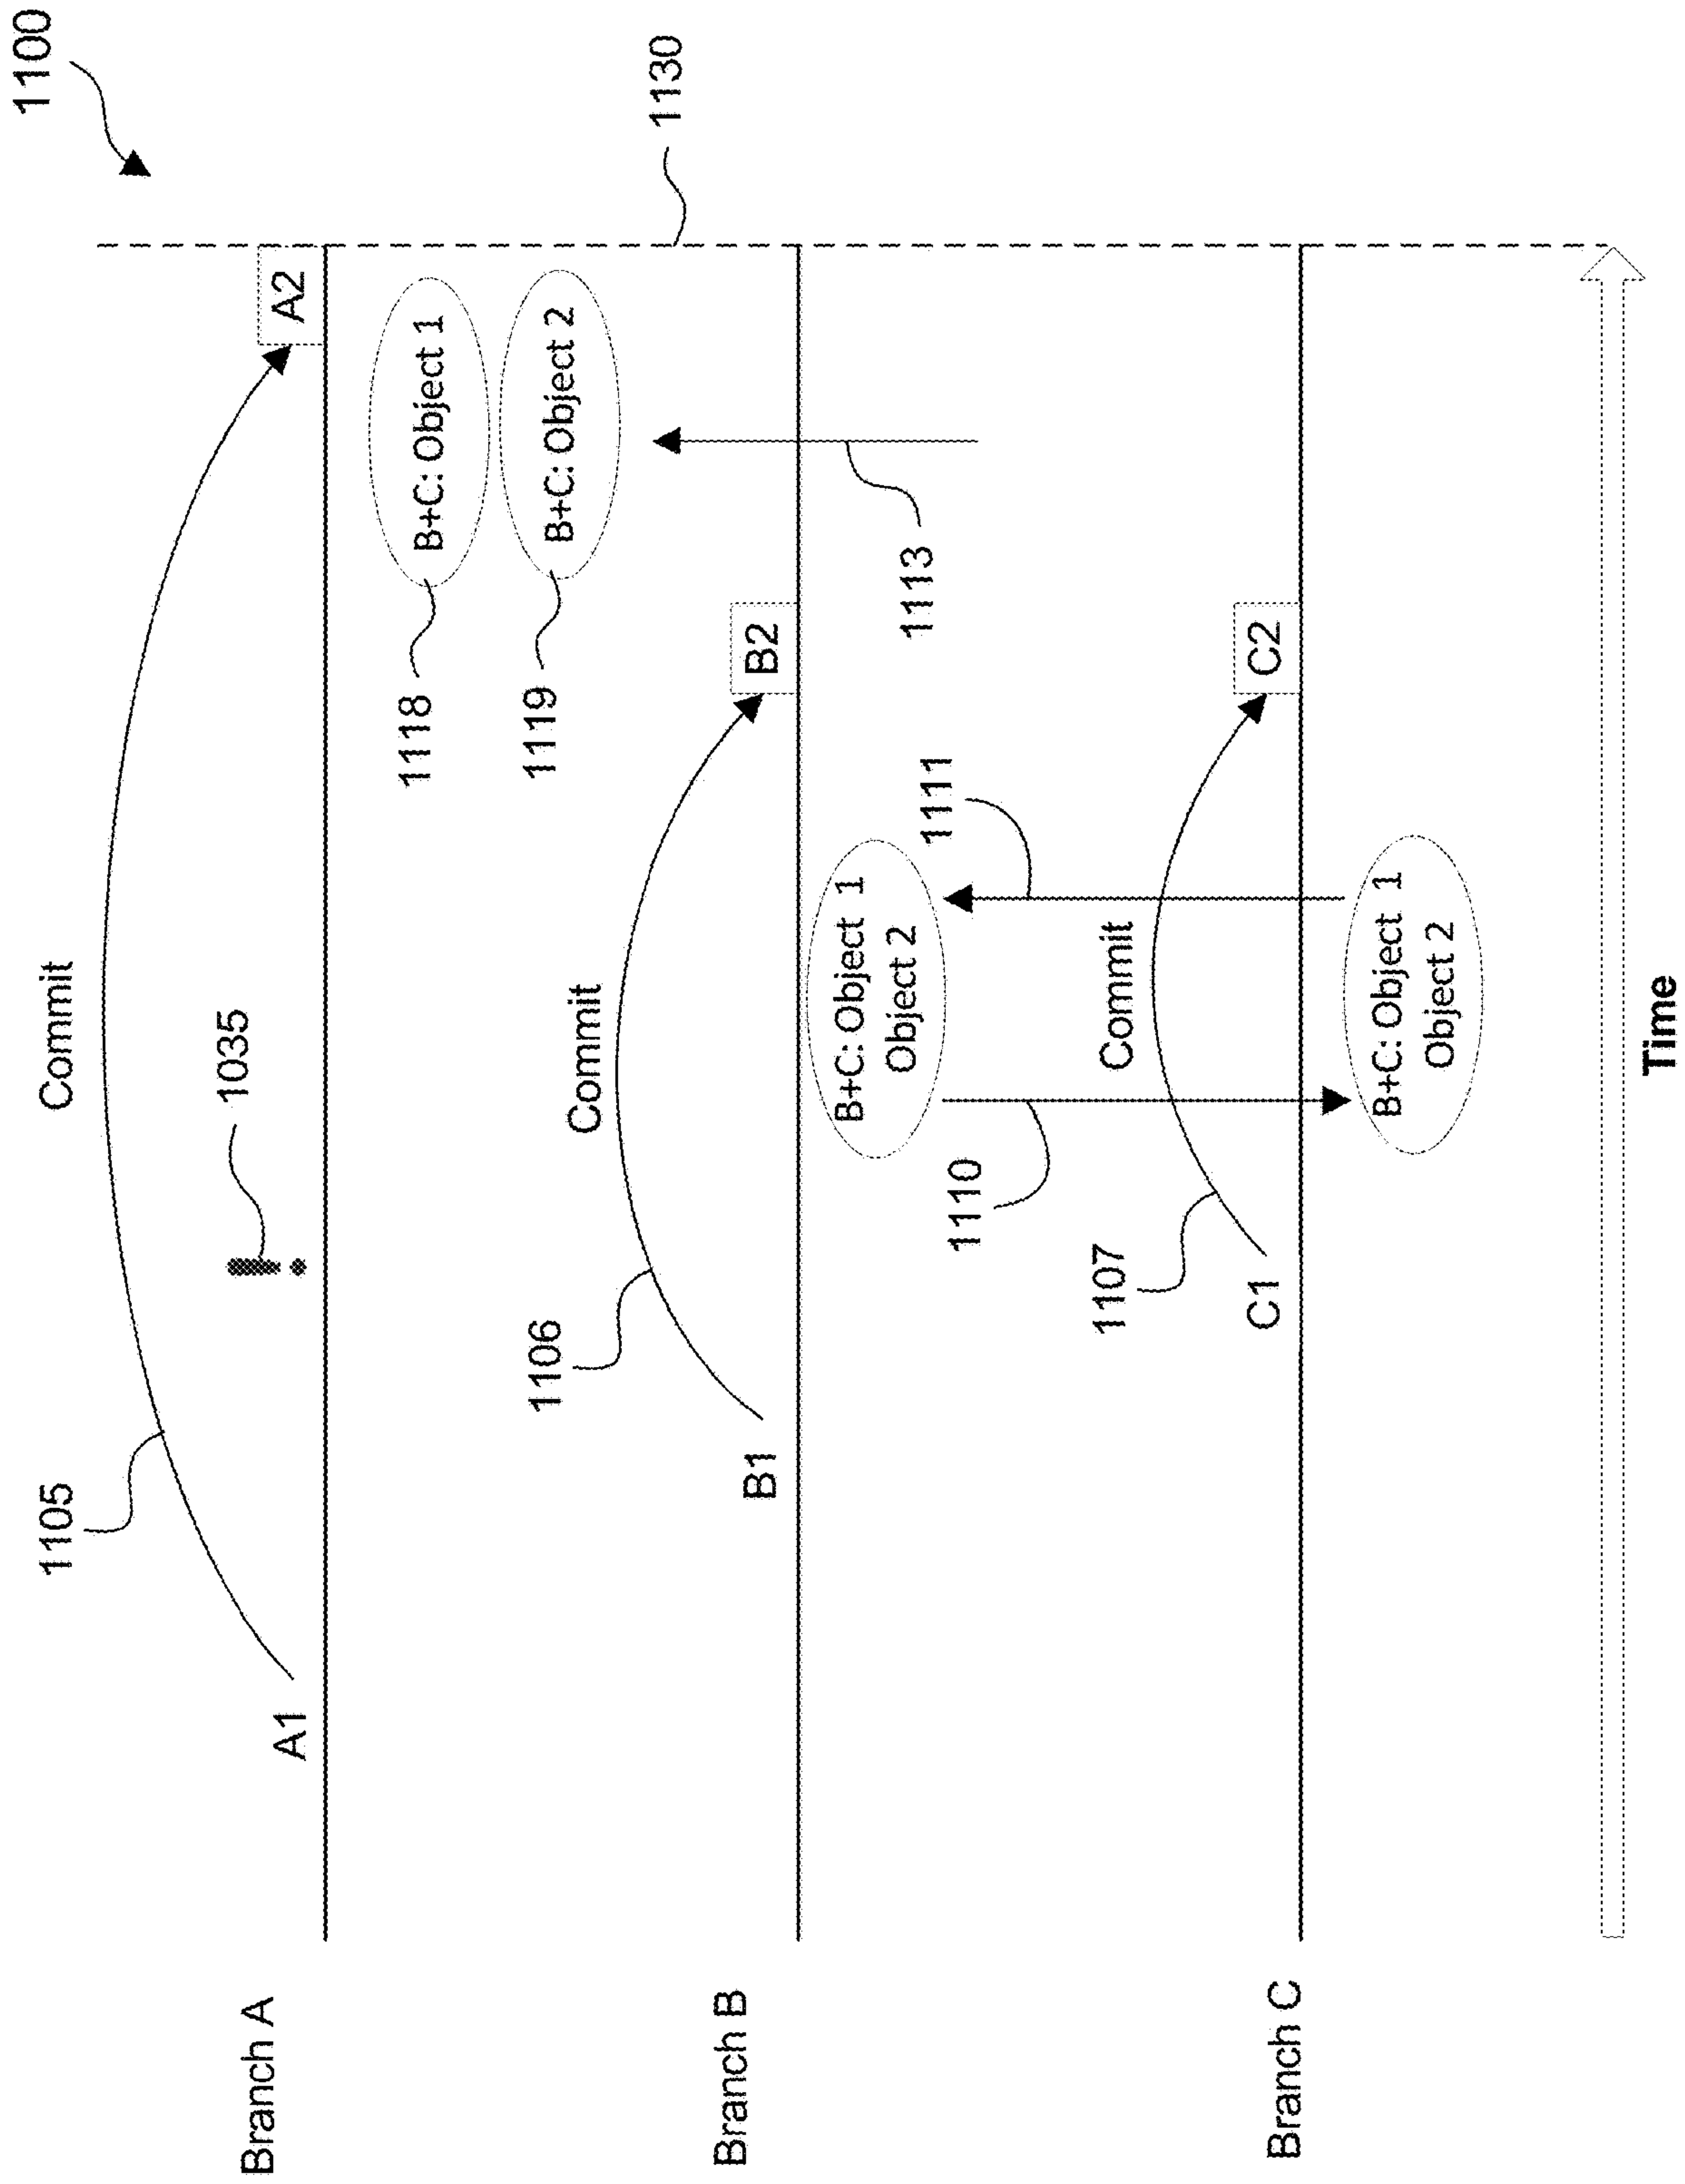 1100
Commit
1105
1035
A1
A2
Branch A
1130
B+C: Object 1
1118
B+C: Object 2
1119
Commit
1106
B1
B2
Branch B
1113
B+C: Object 1
Object 2
1110
1111
Commit
1107
C1
C2
Branch C
B+C: Object 1
Object 2
Time